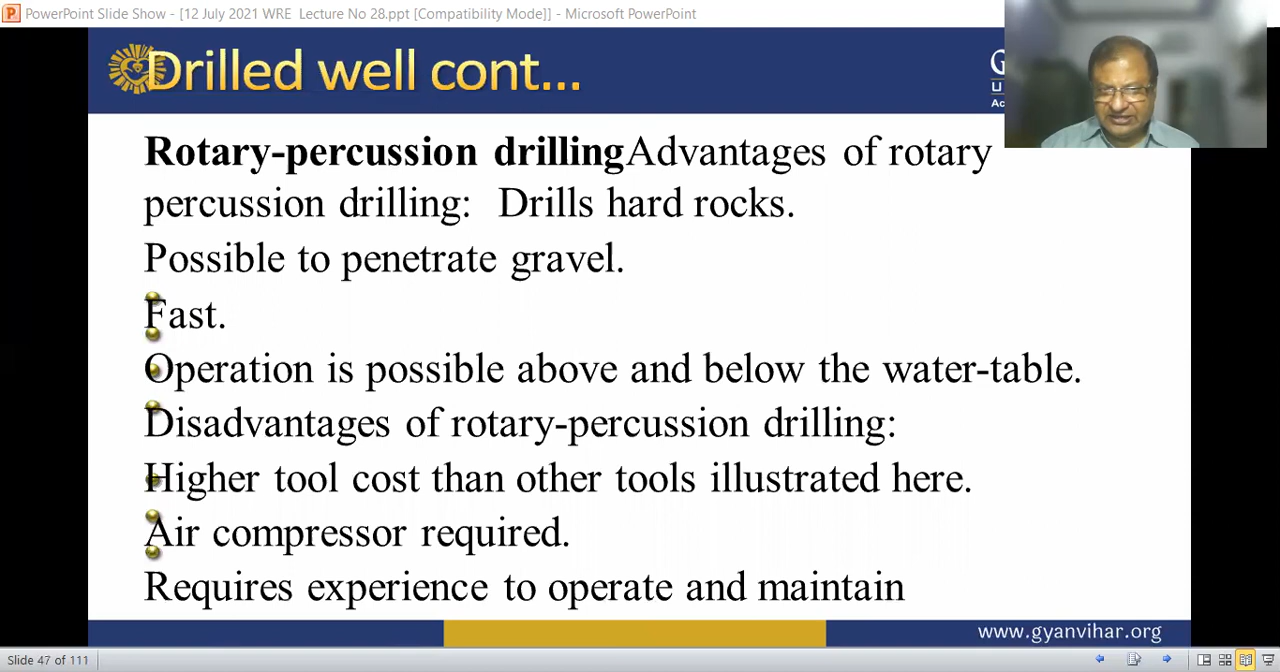 PowerPoint Slide Show - [12 July 2021 WRE Lecture No 28.ppt [Compatibility Mode]] - Microsoft PowerPoint
Drilled well cont...
G
U
Ac
Rotary-percussion drillingAdvantages of rotary
percussion drilling: Drills hard rocks.
Possible to penetrate gravel.
Fast.
Operation is possible above and below the water-table.
Disadvantages of rotary-percussion drilling:
Higher tool cost than other tools illustrated here.
Air compressor required.
Requires experience to operate and maintain
www.gyanvihar.org
Slide 47 of 111